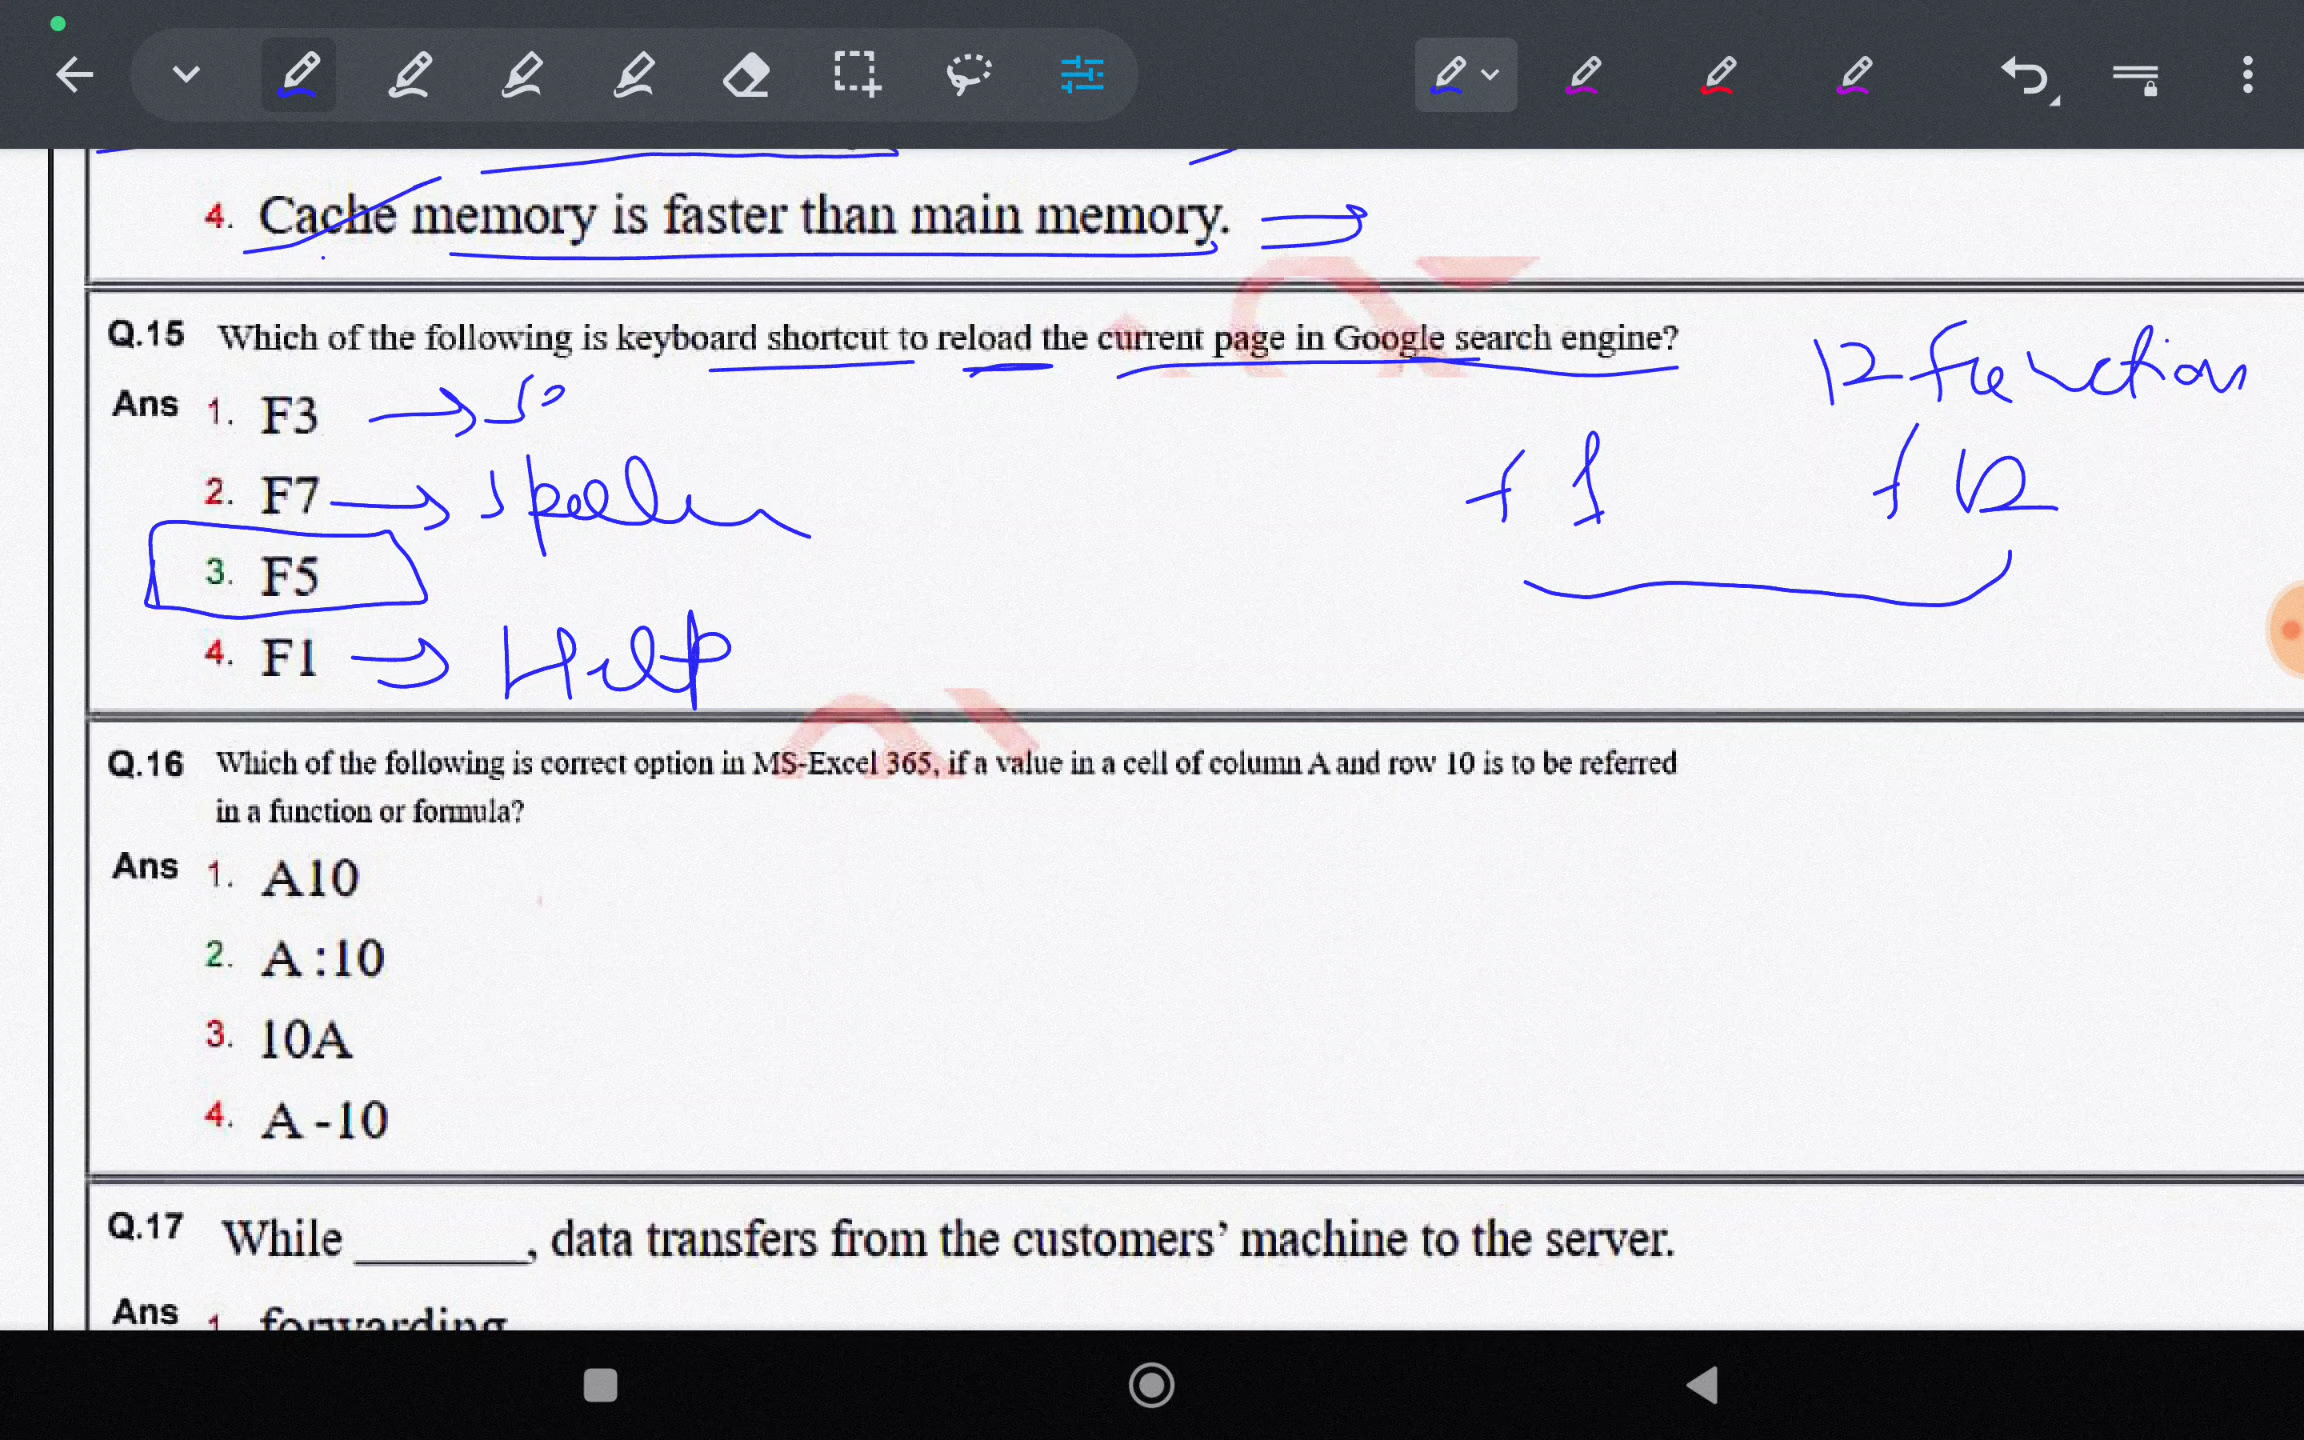 4. Cache memory is faster than main memory.
Q.15 Which of the following is keyboard shortcut to reload the current page in Google search engine?
12 Function
Ans 1. F3
f1 f12
2. F7
3. F5
4. F1 → Help
Q.16 Which of the following is correct option in MS-Excel 365, if a value in a cell of column A and row 10 is to be referred
in a function or formula?
Ans 1. A10
2. A :10
3. 10A
4. A -10
Q.17 While ______, data transfers from the customers’ machine to the server.
Ans 1. forwarding